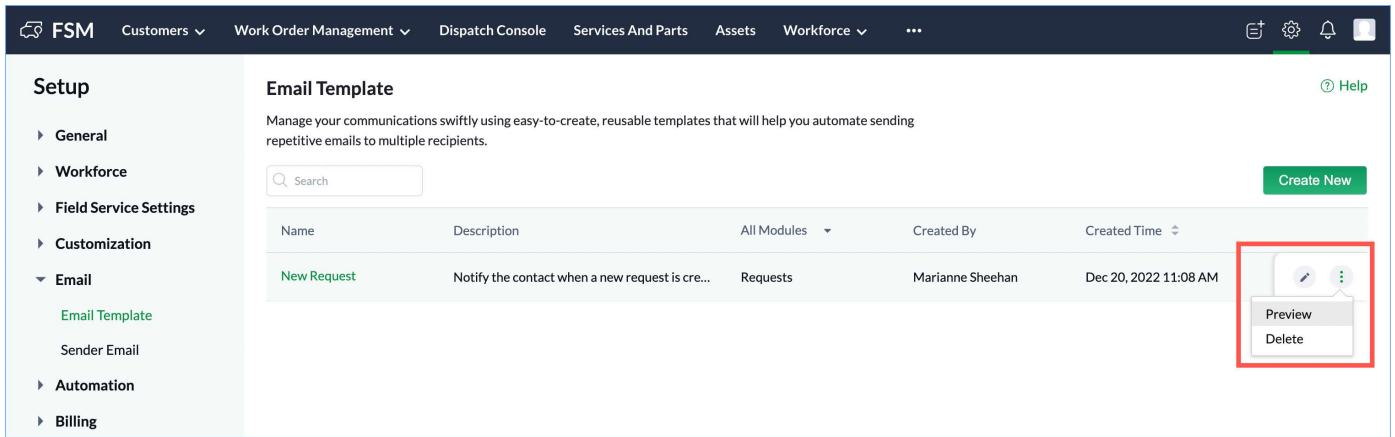 FSM Customers Work Order Management Dispatch Console Services And Parts Assets Workforce •••
Setup
General
Workforce
Field Service Settings
Customization
Email
Email Template
Sender Email
Automation
Billing
Email Template
Help
Manage your communications swiftly using easy-to-create, reusable templates that will help you automate sending
repetitive emails to multiple recipients.
Search
Create New
Name Description All Modules Created By Created Time
New Request Notify the contact when a new request is cre... Requests Marianne Sheehan Dec 20, 2022 11:08 AM
Preview
Delete